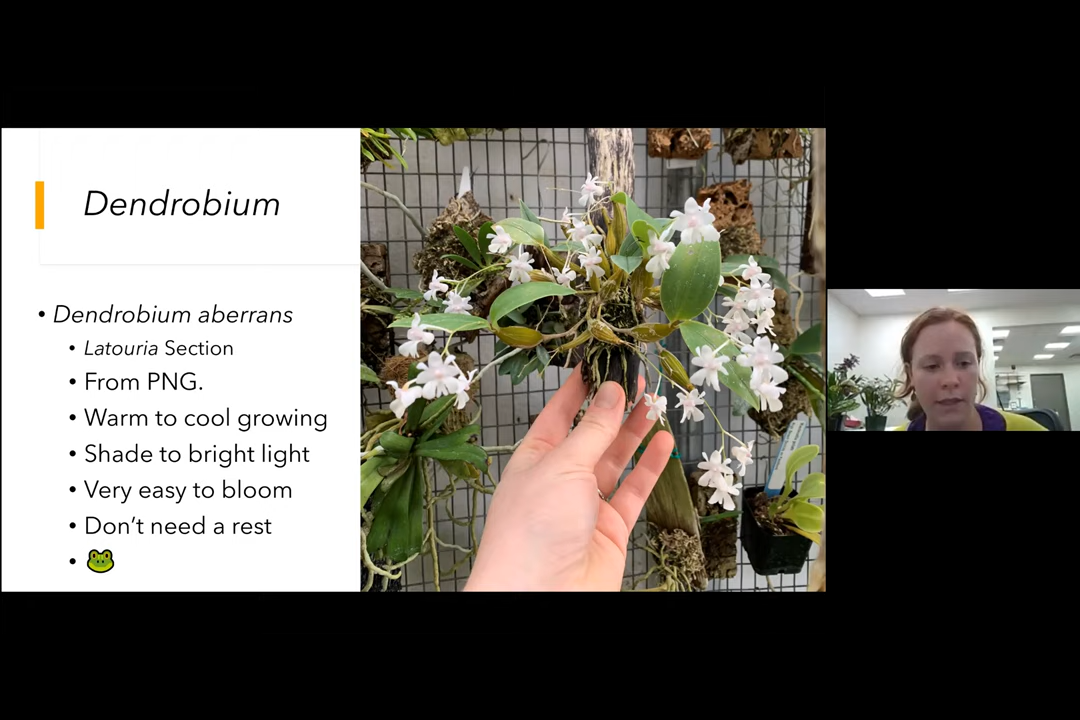 Dendrobium
• Dendrobium aberrans
• Latouria Section
• From PNG.
• Warm to cool growing
• Shade to bright light
• Very easy to bloom
• Don’t need a rest
• 🐸